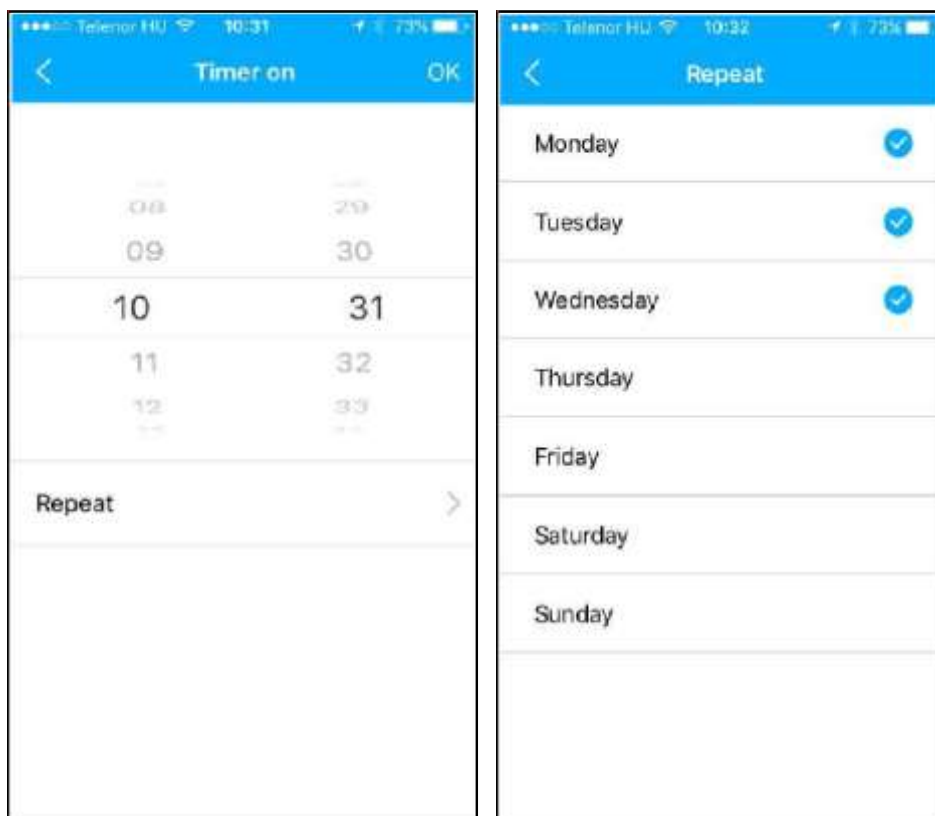 Telenor HU 10:31 73%
Timer on OK
08 29
09 30
10 31
11 32
12 33
Repeat
Telenor HU 10:32 73%
Repeat
Monday
Tuesday
Wednesday
Thursday
Friday
Saturday
Sunday